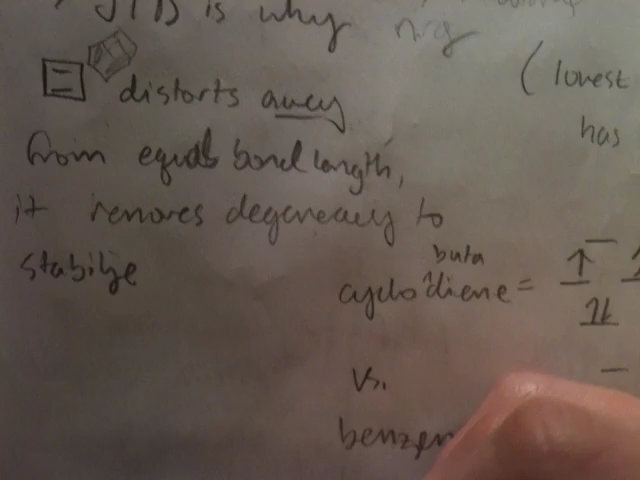 JTD is why
(lowest
distorts away
has
from equal bond length,
it removes degeneracy to
stabilize
buta
cyclo diene =
vs.